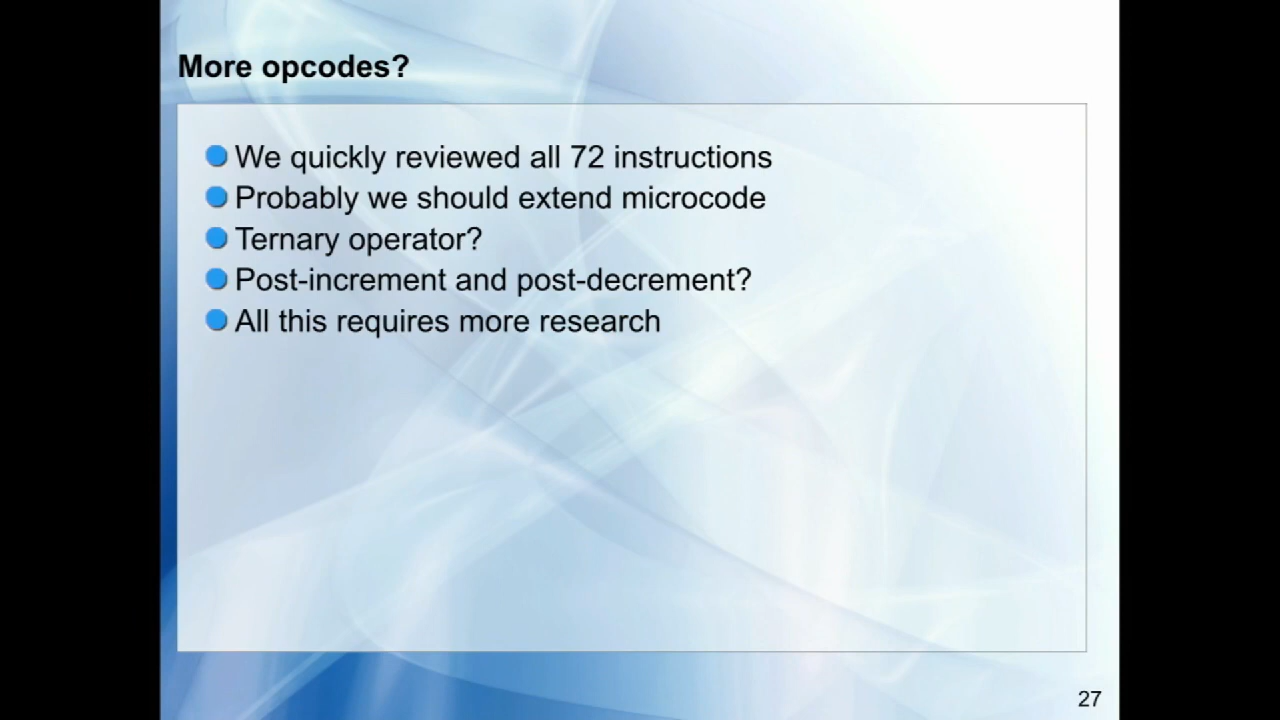 More opcodes?
We quickly reviewed all 72 instructions
Probably we should extend microcode
Ternary operator?
Post-increment and post-decrement?
All this requires more research
27